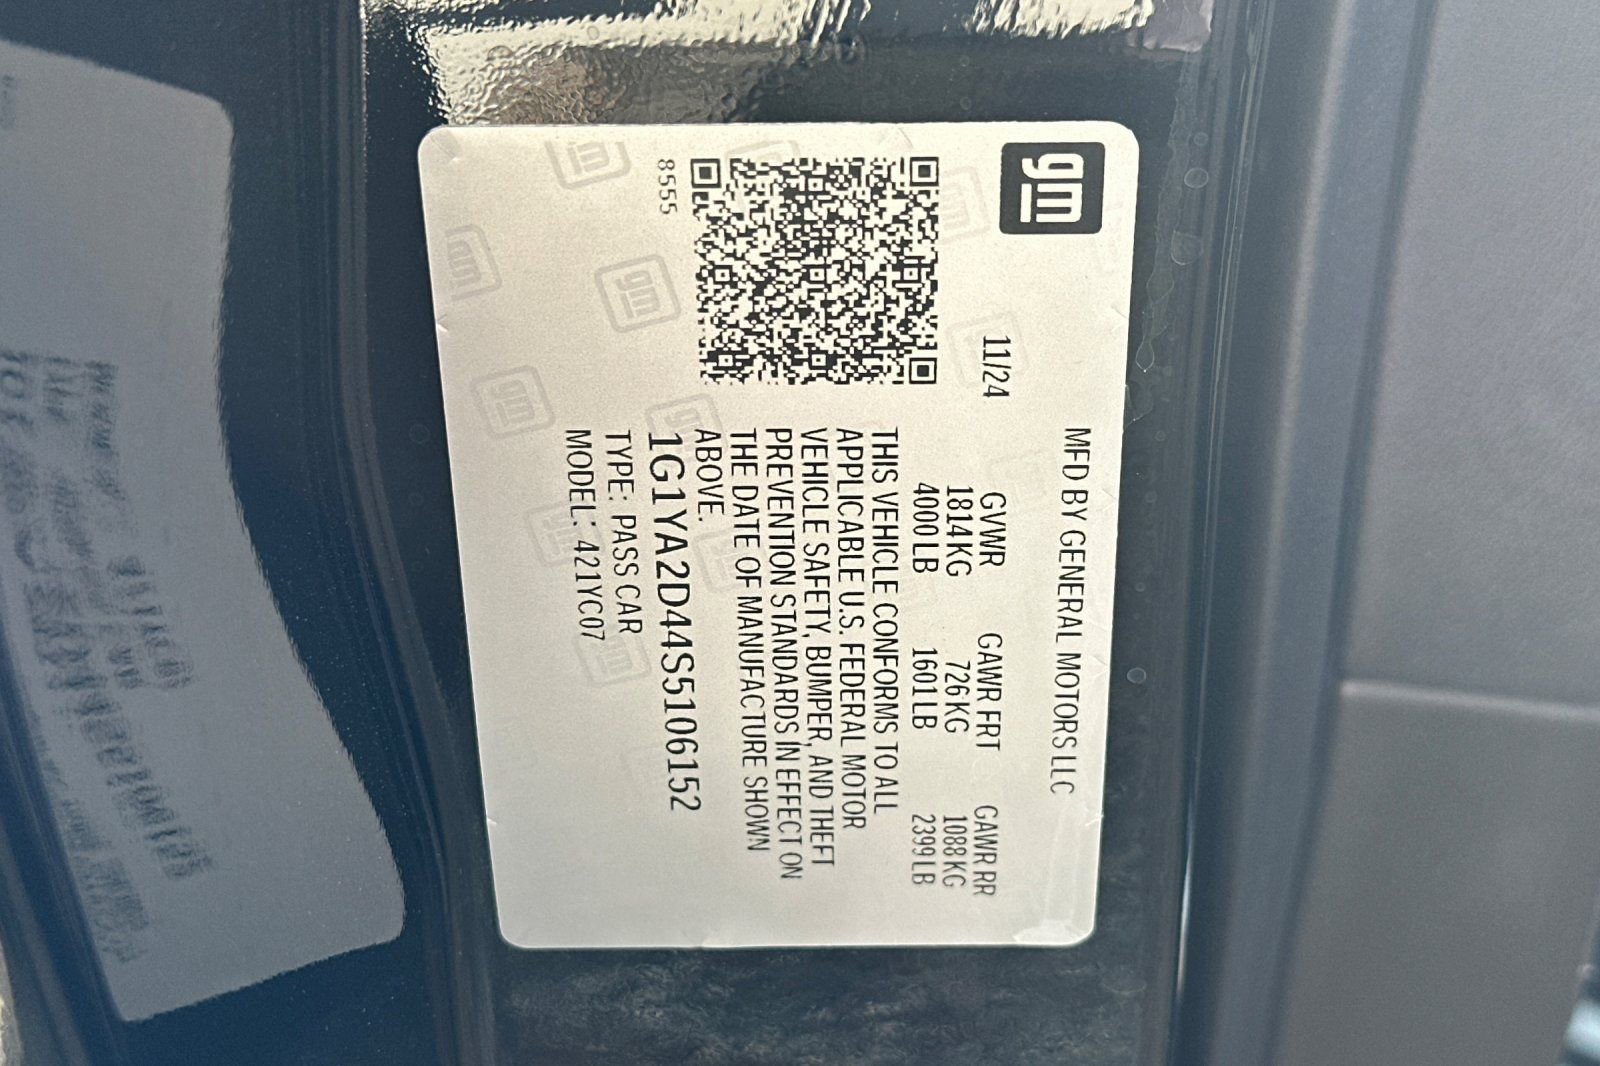 gm
MFD BY GENERAL MOTORS LLC
11/24
GVWR GAWR FRT GAWR RR
1814KG 726KG 1088KG
4000LB 1601LB 2399LB
THIS VEHICLE CONFORMS TO ALL
APPLICABLE U.S. FEDERAL MOTOR
VEHICLE SAFETY, BUMPER, AND THEFT
PREVENTION STANDARDS IN EFFECT ON
THE DATE OF MANUFACTURE SHOWN
ABOVE.
8555
1G1YA2D44S5106152
TYPE: PASS CAR
MODEL: 421YC07